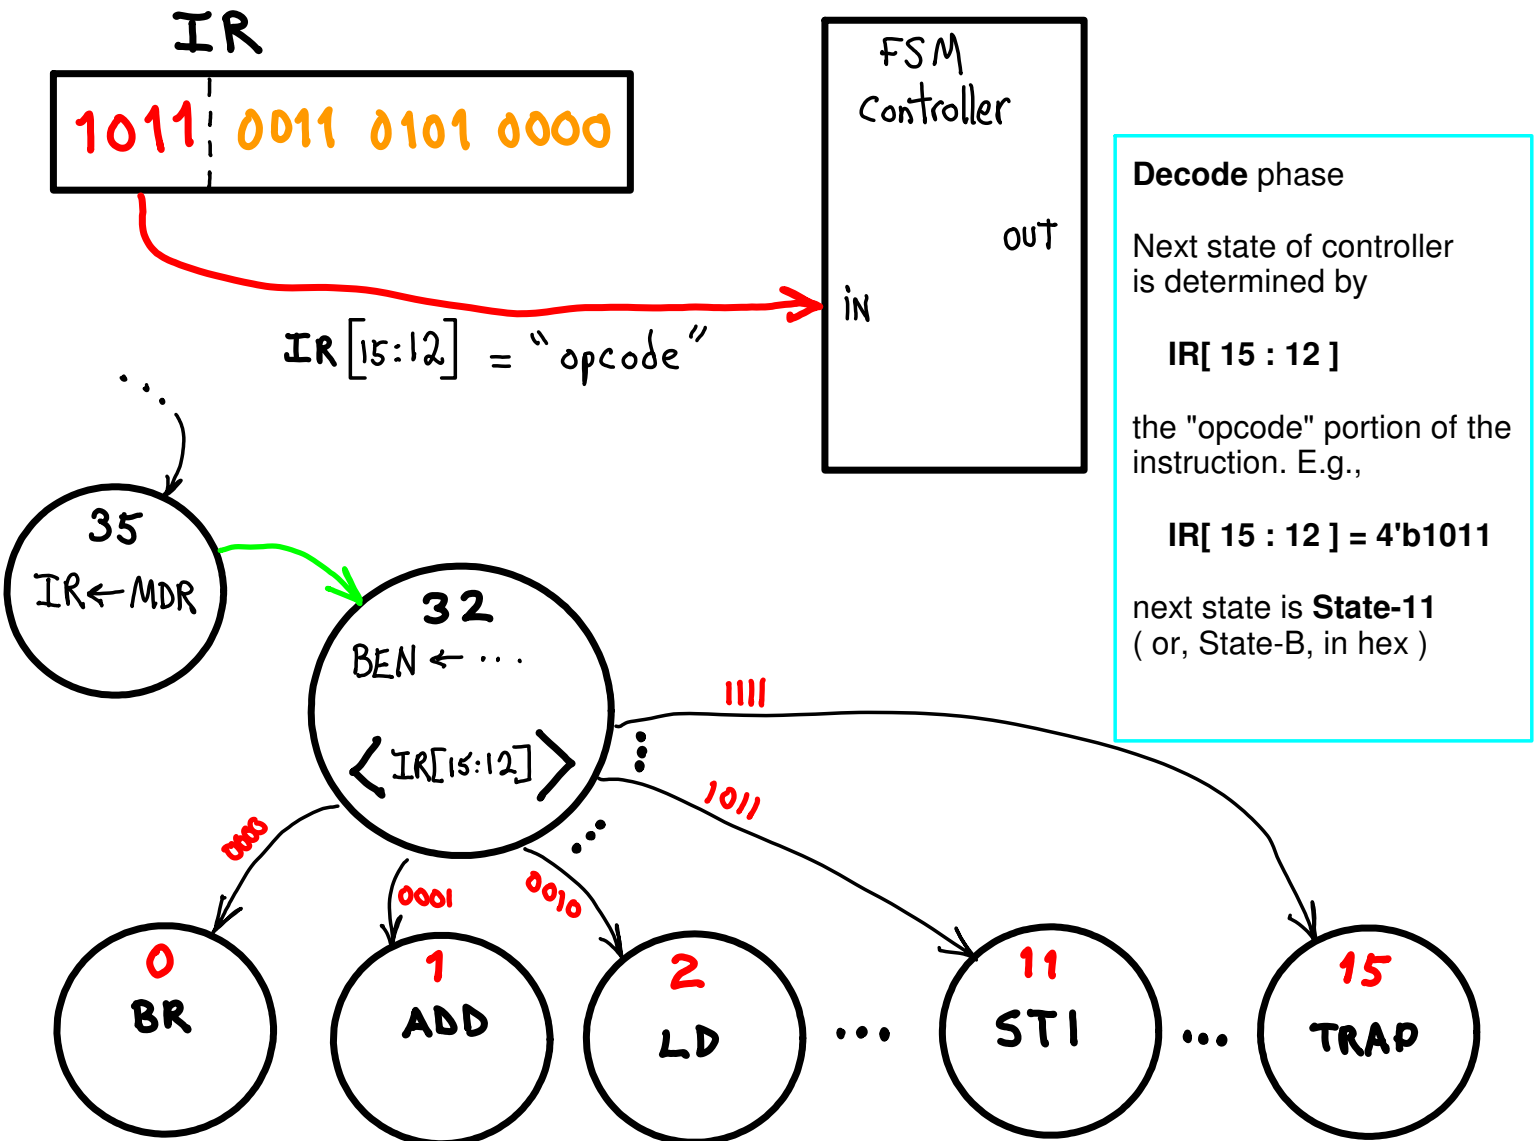 IR
1011 0011 0101 0000
FSM
Controller
OUT
IN
IR[15:12] = "opcode"
Decode phase
Next state of controller
is determined by
IR[ 15 : 12 ]
the "opcode" portion of the
instruction. E.g.,
IR[ 15 : 12 ] = 4'b1011
next state is State-11
( or, State-B, in hex )
...
35
IR←MDR
32
BEN ← ...
<IR[15:12]>
1111
1011
0000
0001
0010
0
BR
1
ADD
2
LD
...
11
STI
...
15
TRAP